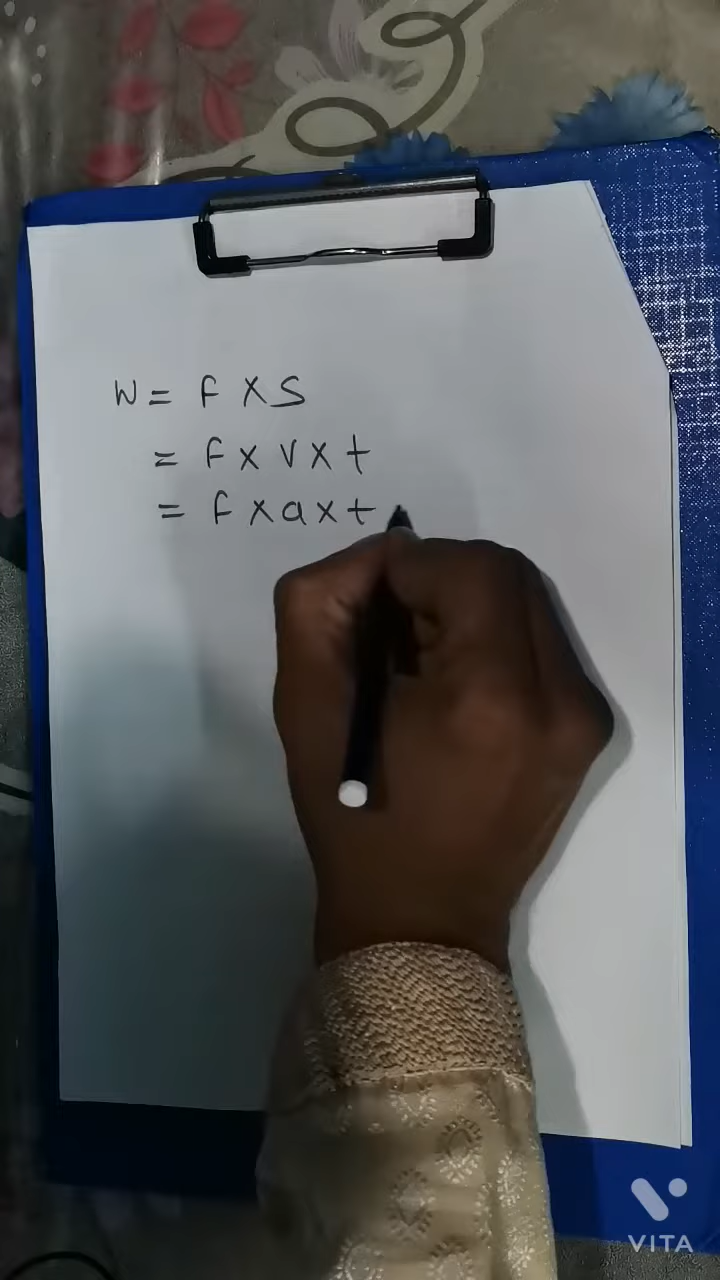 W = F X S
= F X V X t
= F X a X t
VITA